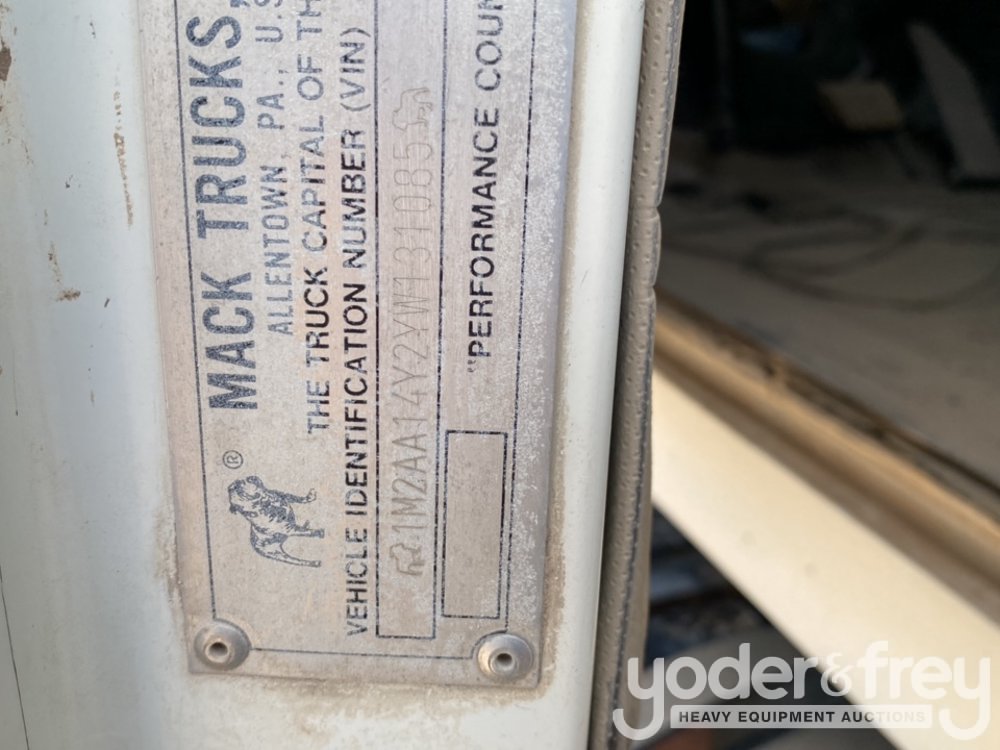 MACK TRUCKS,
ALLENTOWN, PA., U.S
THE TRUCK CAPITAL OF TH
VEHICLE IDENTIFICATION NUMBER (VIN)
1M2AA14Y2YW131085
"PERFORMANCE COUN
®
yoder&frey
HEAVY EQUIPMENT AUCTIONS